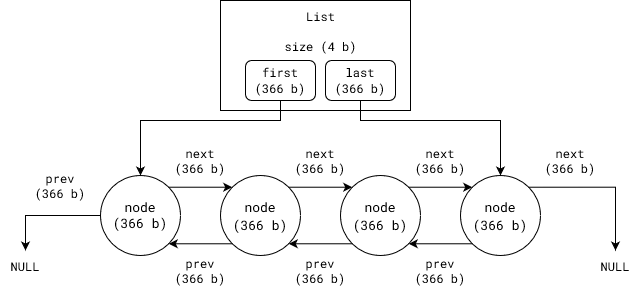 List
size (4 b)
first
(366 b)
last
(366 b)
next
(366 b)
next
(366 b)
next
(366 b)
next
(366 b)
prev
(366 b)
node
(366 b)
node
(366 b)
node
(366 b)
node
(366 b)
NULL
prev
(366 b)
prev
(366 b)
prev
(366 b)
NULL